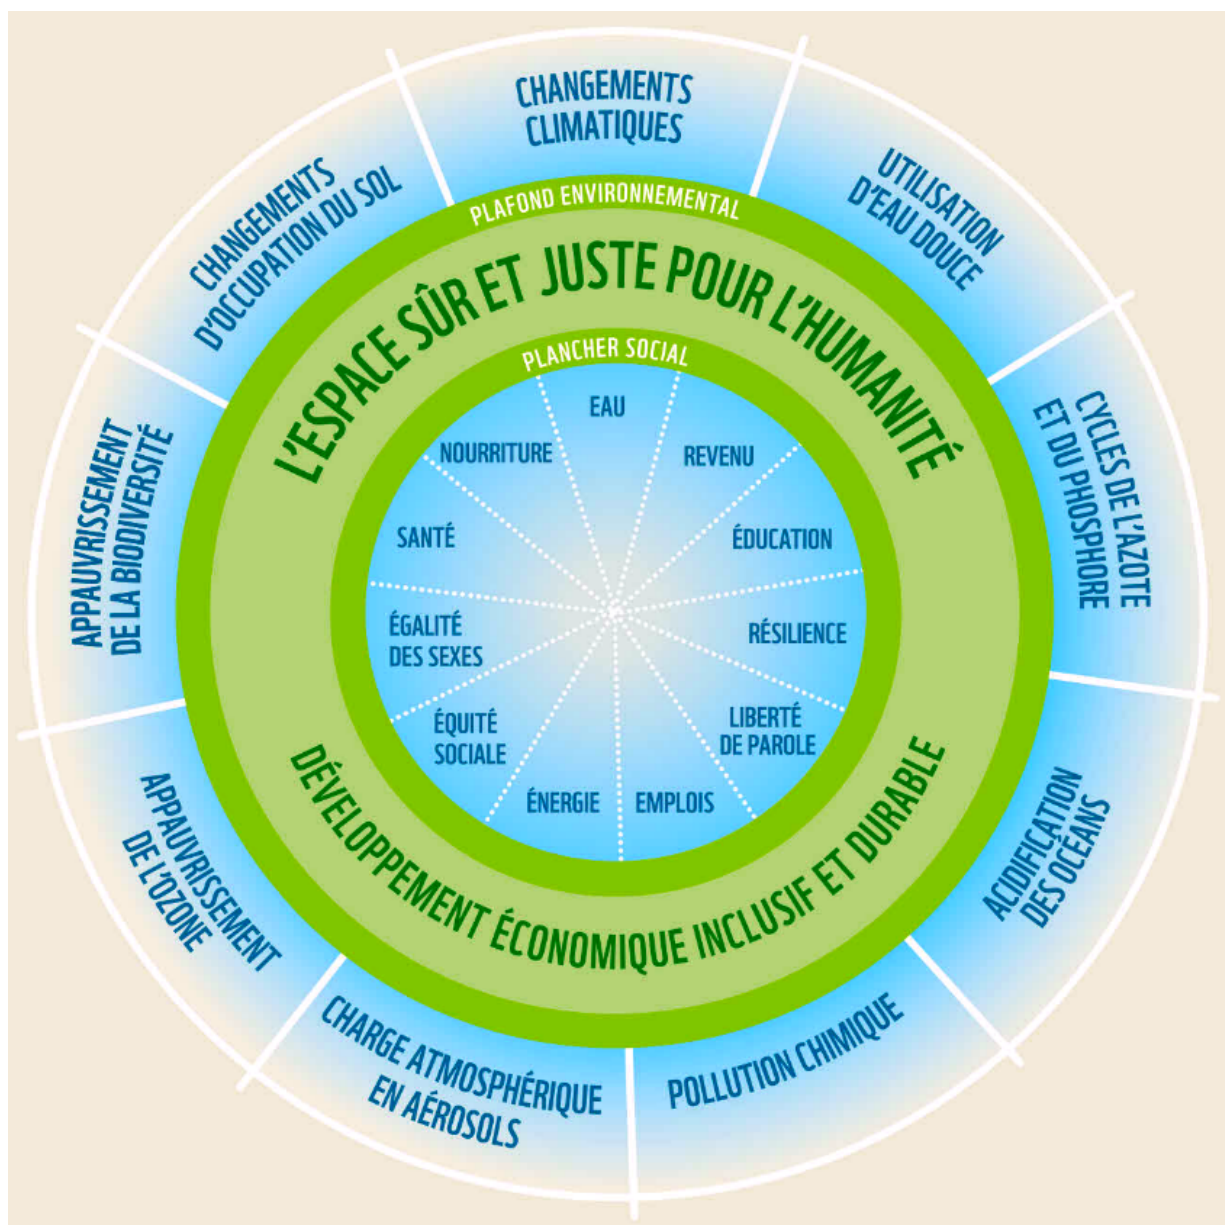 CHANGEMENTS
CLIMATIQUES
UTILISATION
D'EAU DOUCE
CYCLES DE L'AZOTE
ET DU PHOSPHORE
ACIDIFICATION
DES OCÉANS
POLLUTION CHIMIQUE
CHARGE ATMOSPHÉRIQUE
EN AÉROSOLS
APPAUVRISSEMENT
DE L'OZONE
APPAUVRISSEMENT
DE LA BIODIVERSITÉ
CHANGEMENTS
D'OCCUPATION DU SOL
PLAFOND ENVIRONNEMENTAL
L'ESPACE SÛR ET JUSTE POUR L'HUMANITÉ
PLANCHER SOCIAL
EAU
REVENU
ÉDUCATION
RÉSILIENCE
LIBERTÉ
DE PAROLE
EMPLOIS
ÉNERGIE
ÉQUITÉ
SOCIALE
ÉGALITÉ
DES SEXES
SANTÉ
NOURRITURE
DÉVELOPPEMENT ÉCONOMIQUE INCLUSIF ET DURABLE